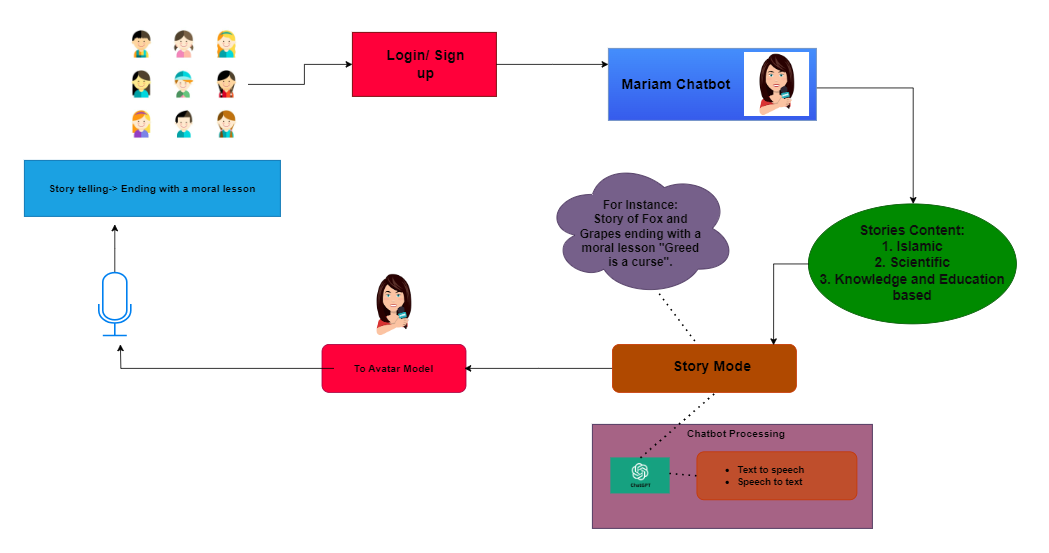 Login/ Sign
up
Mariam Chatbot
Story telling-> Ending with a moral lesson
For Instance:
Story of Fox and
Grapes ending with a
moral lesson "Greed
is a curse".
Stories Content:
1. Islamic
2. Scientific
3. Knowledge and Education
based
To Avatar Model
Story Mode
Chatbot Processing
ChatGPT
• Text to speech
• Speech to text